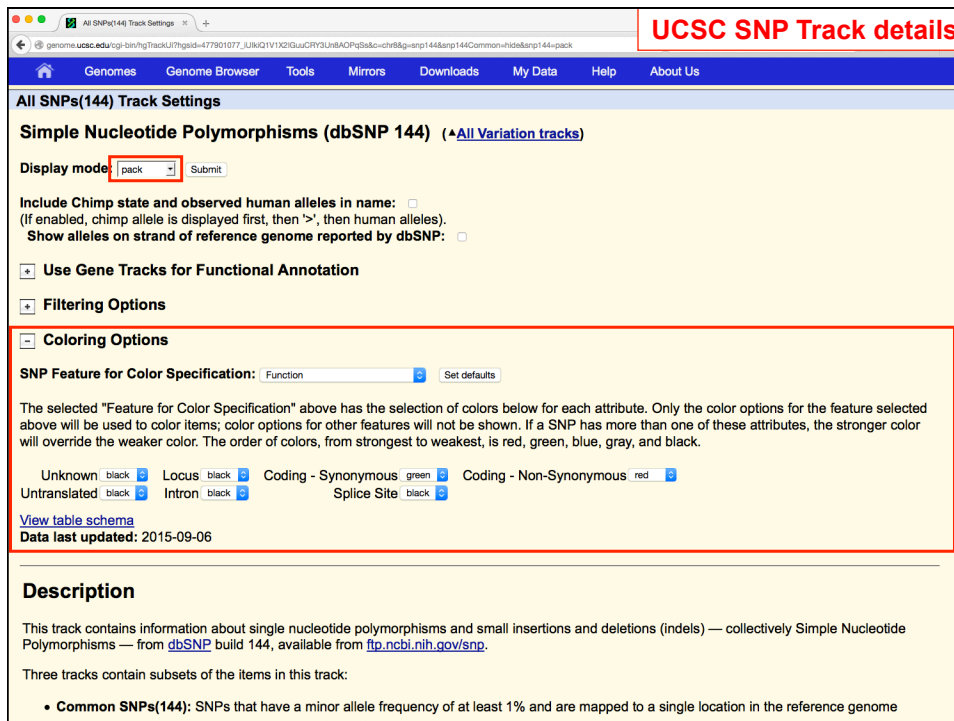 All SNPs(144) Track Settings
UCSC SNP Track details
genome.ucsc.edu/cgi-bin/hgTrackUi?hgsid=477901077_
Genomes Genome Browser Tools Mirrors Downloads My Data Help About Us
All SNPs(144) Track Settings
Simple Nucleotide Polymorphisms (dbSNP 144) (▲All Variation tracks)
Display mode: pack Submit
Include Chimp state and observed human alleles in name:
(If enabled, chimp allele is displayed first, then '>', then human alleles).
Show alleles on strand of reference genome reported by dbSNP:
+ Use Gene Tracks for Functional Annotation
+ Filtering Options
- Coloring Options
SNP Feature for Color Specification: Function Set defaults
The selected "Feature for Color Specification" above has the selection of colors below for each attribute. Only the color options for the feature selected
above will be used to color items; color options for other features will not be shown. If a SNP has more than one of these attributes, the stronger color
will override the weaker color. The order of colors, from strongest to weakest, is red, green, blue, gray, and black.
Unknown black Locus black Coding - Synonymous green Coding - Non-Synonymous red
Untranslated black Intron black Splice Site black
View table schema
Data last updated: 2015-09-06
Description
This track contains information about single nucleotide polymorphisms and small insertions and deletions (indels) — collectively Simple Nucleotide
Polymorphisms — from dbSNP build 144, available from ftp.ncbi.nih.gov/snp.
Three tracks contain subsets of the items in this track:
• Common SNPs(144): SNPs that have a minor allele frequency of at least 1% and are mapped to a single location in the reference genome